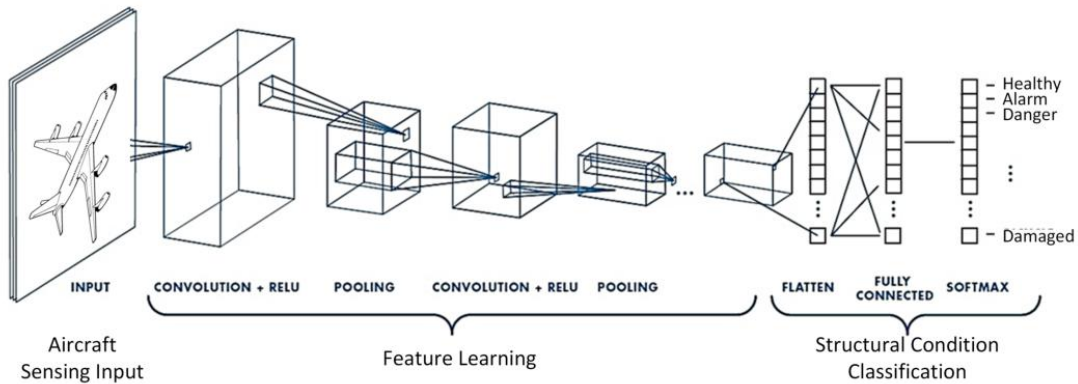 Healthy
Alarm
Danger
Damaged
INPUT
CONVOLUTION + RELU
POOLING
CONVOLUTION + RELU
POOLING
FLATTEN
FULLY
CONNECTED
SOFTMAX
Aircraft
Sensing Input
Feature Learning
Structural Condition
Classification